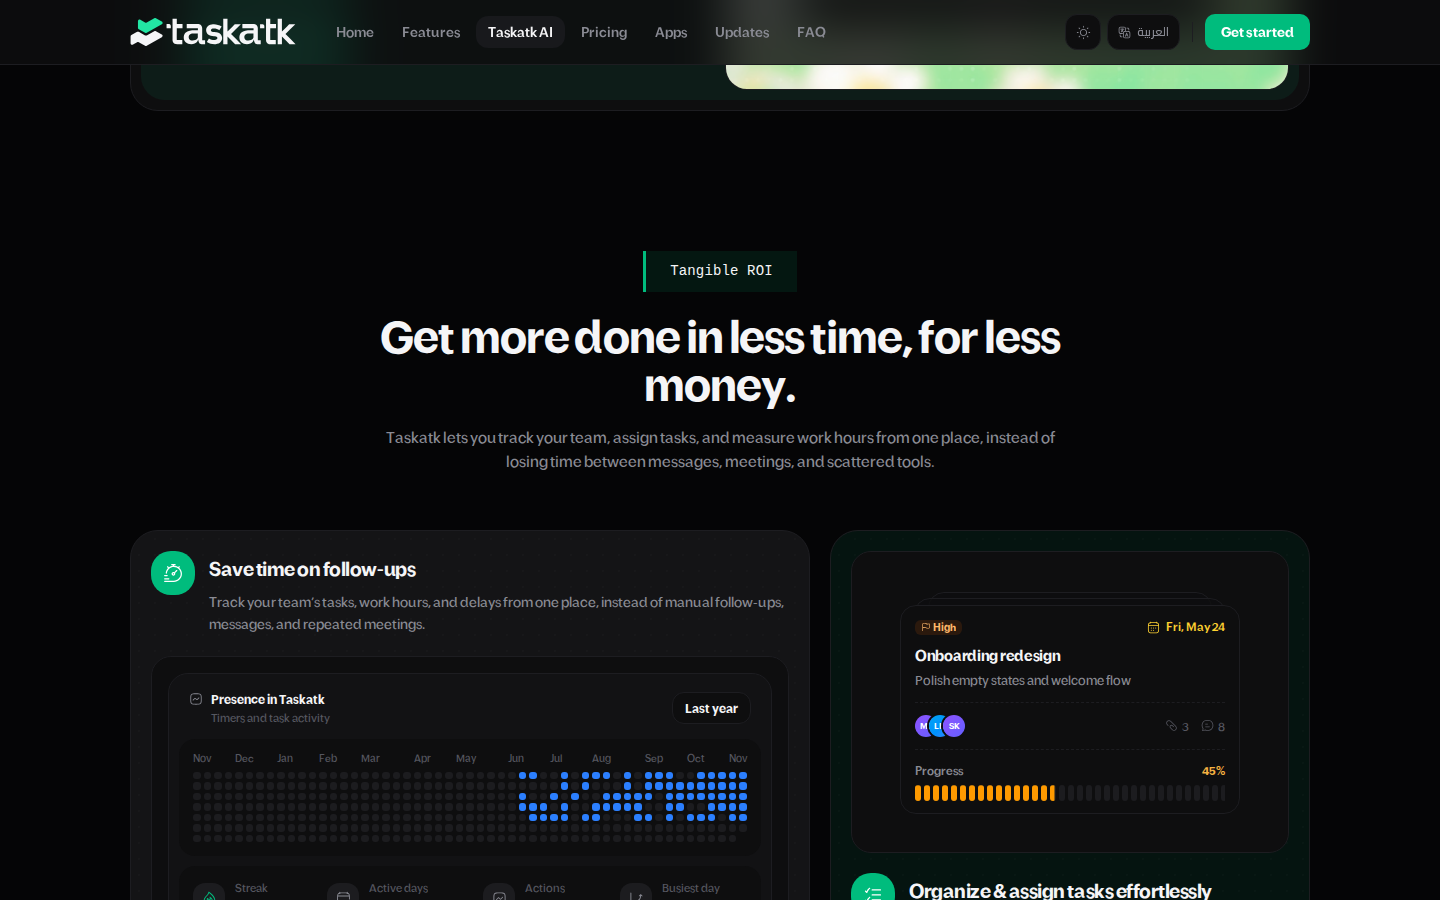 taskatk
Home
Features
Taskatk AI
Pricing
Apps
Updates
FAQ
العربية
Get started
Tangible ROI
Get more done in less time, for less
money.
Taskatk lets you track your team, assign tasks, and measure work hours from one place, instead of
losing time between messages, meetings, and scattered tools.
Save time on follow-ups
Track your team's tasks, work hours, and delays from one place, instead of manual follow-ups,
messages, and repeated meetings.
Presence in Taskatk
Timers and task activity
Last year
Nov Dec Jan Feb Mar Apr May Jun Jul Aug Sep Oct Nov
Streak
Active days
Actions
Busiest day
High
Fri, May 24
Onboarding redesign
Polish empty states and welcome flow
SK
3
8
Progress
45%
Organize & assign tasks effortlessly